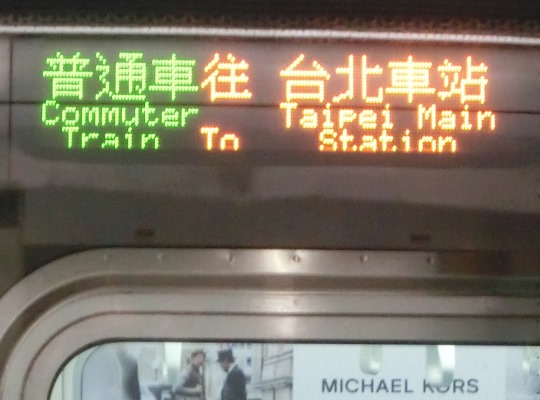 普通車往 台北車站
Commuter Taipei Main
Train To Station
MICHAEL KORS